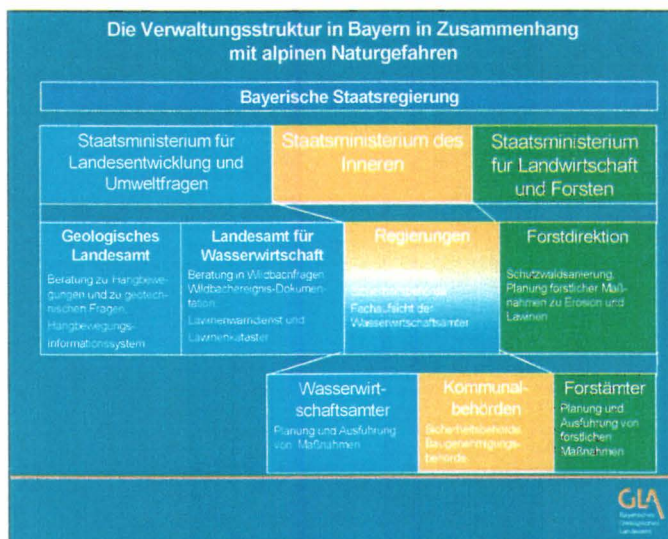 Die Verwaltungsstruktur in Bayern in Zusammenhang
mit alpinen Naturgefahren
Bayerische Staatsregierung
Staatsministerium für
Landesentwicklung und
Umweltfragen
Staatsministerium des
Inneren
Staatsministerium
für Landwirtschaft
und Forsten
Geologisches
Landesamt
Beratung zu Hangbewe-
gungen und zu geotech-
nischen Fragen,
Hangbewegungs-
informationssystem
Landesamt für
Wasserwirtschaft
Beratung in Wildbachfragen
Wildbachereignis-Dokumen-
tation
Lawinenwarndienst und
Lawinenkataster
Regierungen
Fachaufsicht der
Wasserwirtschaftsämter
Forstdirektion
Schutzwaldsanierung,
Planung forstlicher Maß-
nahmen zu Erosion und
Lawinen
Wasserwirt-
schaftsämter
Planung und Ausführung
von Maßnahmen
Kommunal-
behörden
Sicherheitsbehörde
Baugenehmigungs-
behörde
Forstämter
Planung und
Ausführung von
forstlichen
Maßnahmen
GLA
Bayerisches
Geologisches
Landesamt